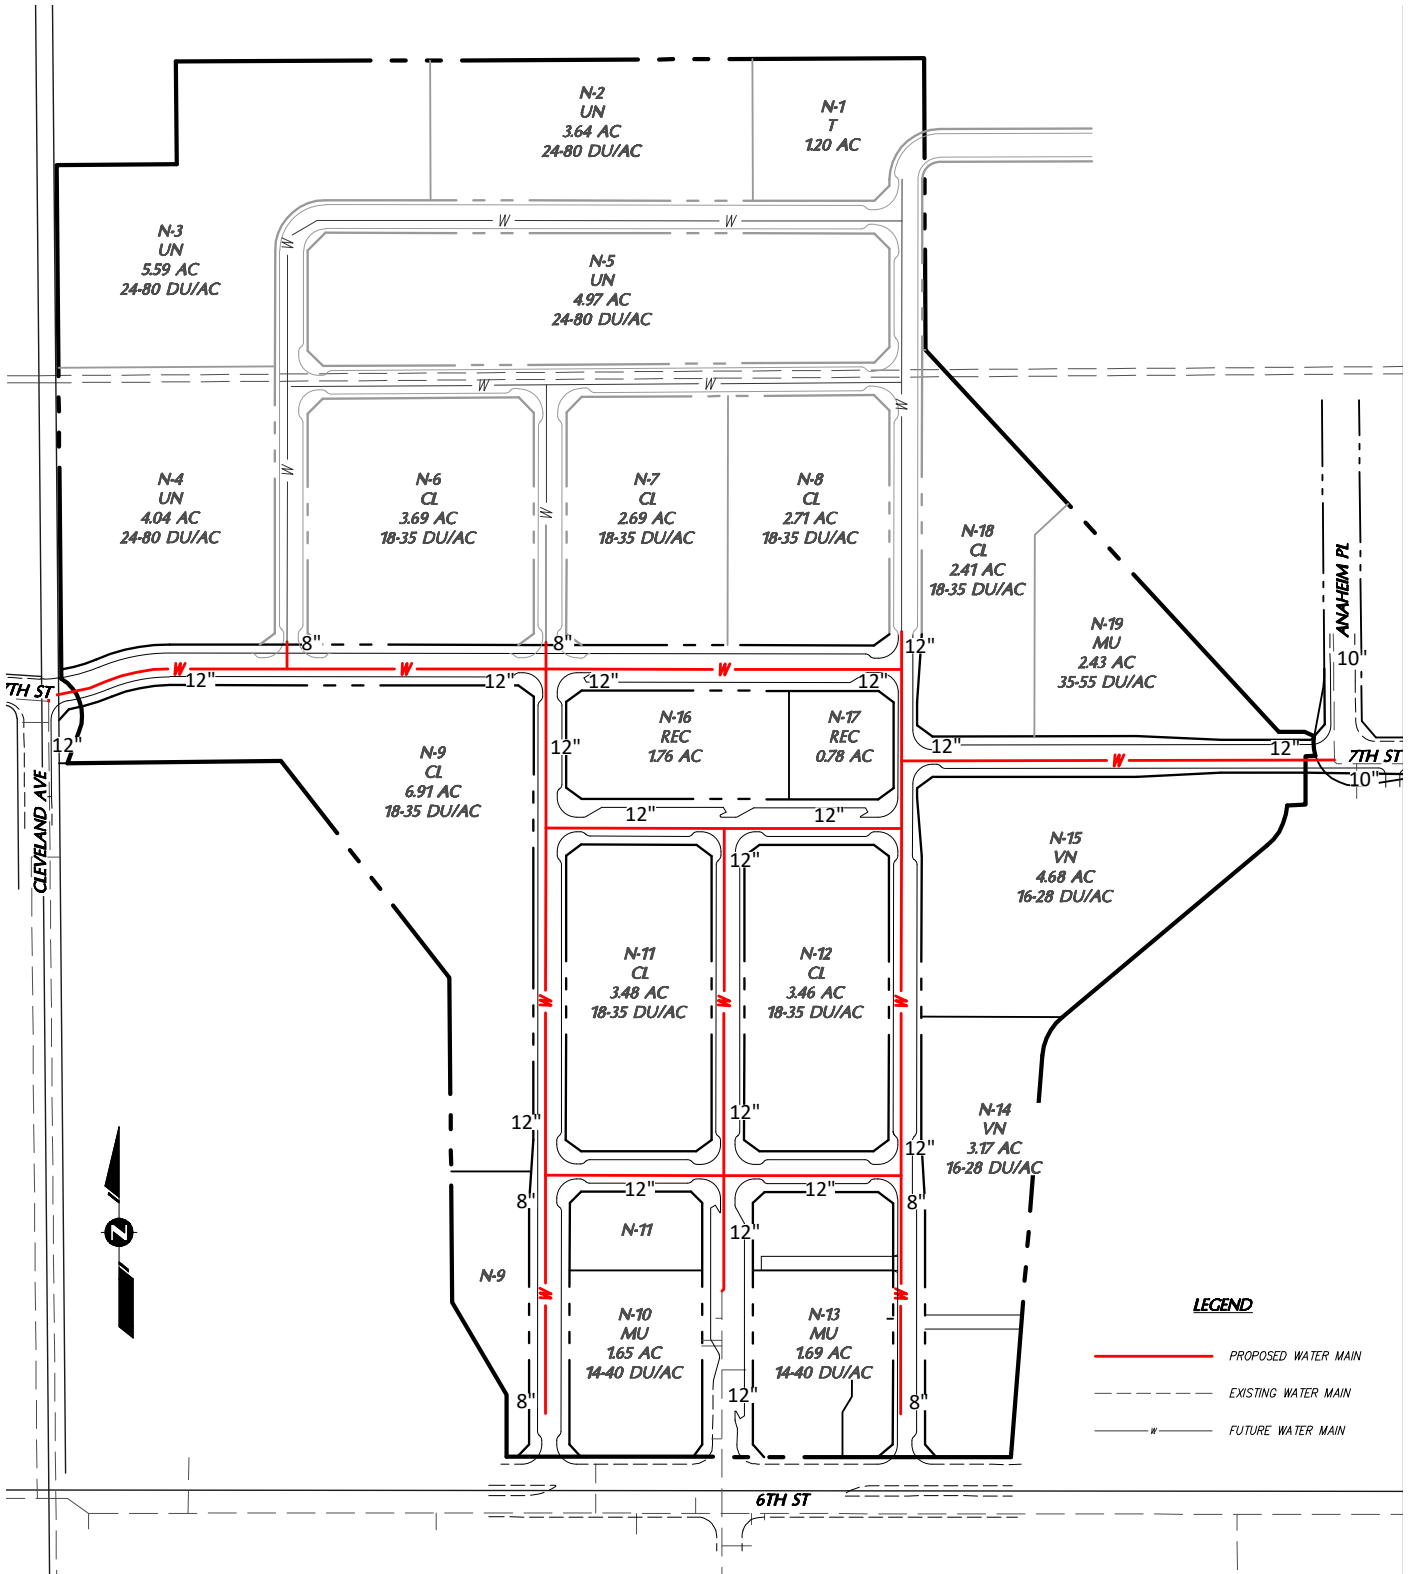 N-2
UN
3.64 AC
24-80 DU/AC
N-1
T
1.20 AC
N-3
UN
5.59 AC
24-80 DU/AC
W
W
W
N-5
UN
4.97 AC
24-80 DU/AC
W
W
W
N-4
UN
4.04 AC
24-80 DU/AC
W
N-6
CL
3.69 AC
18-35 DU/AC
W
N-7
CL
2.69 AC
18-35 DU/AC
N-8
CL
2.71 AC
18-35 DU/AC
N-18
CL
2.41 AC
18-35 DU/AC
N-19
MU
2.43 AC
35-55 DU/AC
ANAHEIM PL
10"
8"
8"
12"
W
W
W
7TH ST
12"
12"
12"
12"
12"
12"
N-16
REC
1.76 AC
N-17
REC
0.78 AC
12"
12"
W
7TH ST
10"
CLEVELAND AVE
N-9
CL
6.91 AC
18-35 DU/AC
12"
12"
12"
N-15
VN
4.68 AC
16-28 DU/AC
N-11
CL
3.48 AC
18-35 DU/AC
N-12
CL
3.46 AC
18-35 DU/AC
W
W
W
12"
12"
12"
N-14
VN
3.17 AC
16-28 DU/AC
8"
12"
12"
8"
N-11
12"
N
N-9
W
W
N-10
MU
1.65 AC
14-40 DU/AC
N-13
MU
1.69 AC
14-40 DU/AC
8"
12"
8"
LEGEND
PROPOSED WATER MAIN
EXISTING WATER MAIN
W
FUTURE WATER MAIN
6TH ST